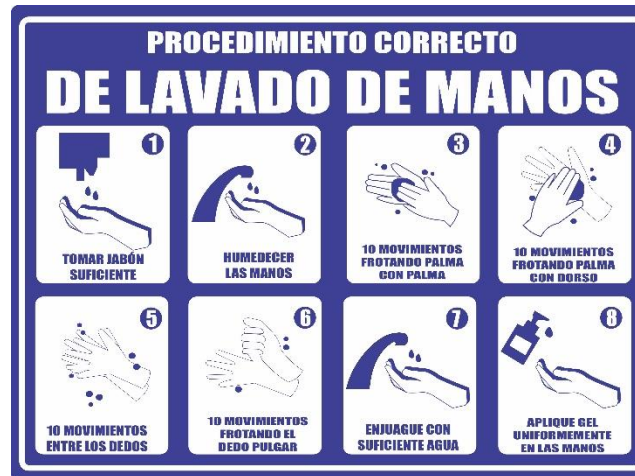 PROCEDIMIENTO CORRECTO
DE LAVADO DE MANOS
1
TOMAR JABÓN
SUFICIENTE
2
HUMEDECER
LAS MANOS
3
10 MOVIMIENTOS
FROTANDO PALMA
CON PALMA
4
10 MOVIMIENTOS
FROTANDO PALMA
CON DORSO
5
10 MOVIMIENTOS
ENTRE LOS DEDOS
6
10 MOVIMIENTOS
FROTANDO EL
DEDO PULGAR
7
ENJUAGUE CON
SUFICIENTE AGUA
8
APLIQUE GEL
UNIFORMEMENTE
EN LAS MANOS